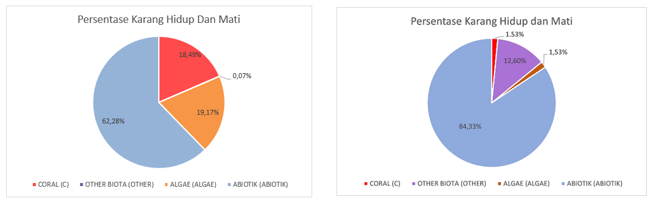 Persentase Karang Hidup Dan Mati
18,49%
0,07%
19,17%
62,28%
CORAL (C) OTHER BIOTA (OTHER) ALGAE (ALGAE) ABIOTIK (ABIOTIK)
Persentase Karang Hidup dan Mati
1.53%
12,60%
1,53%
84,33%
CORAL (C) OTHER BIOTA (OTHER) ALGAE (ALGAE) ABIOTIK (ABIOTIK)